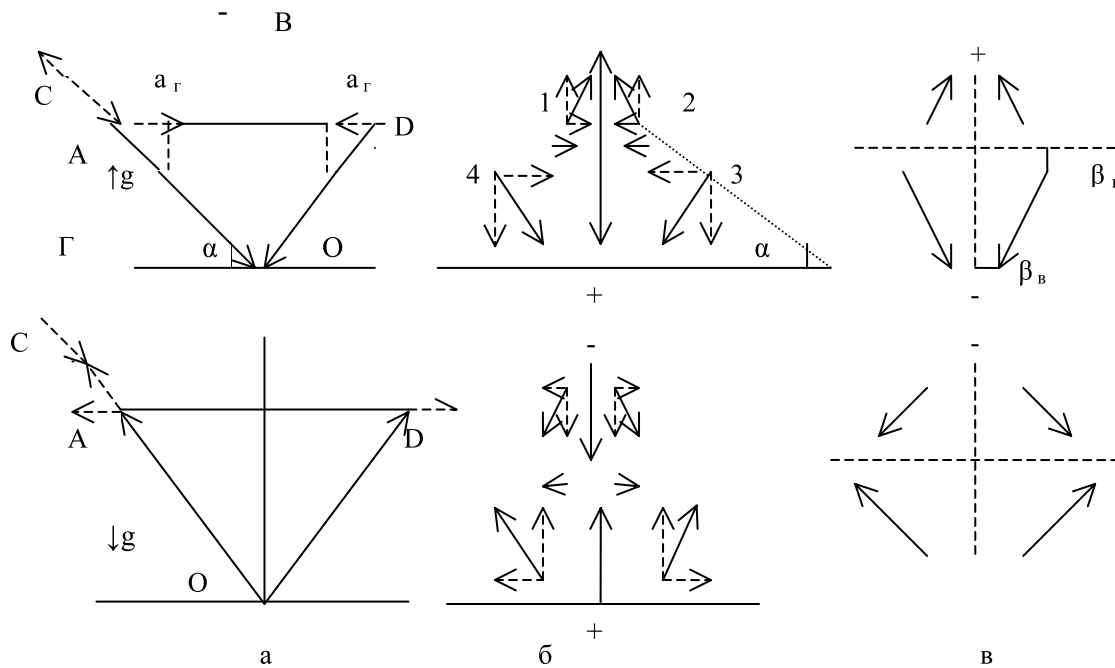 - В
+
С а г а г 1 2
D
А ↑g 4 3 β г
Г α О α β в
+ -
С - -
А D
↓g
О
+
а б в